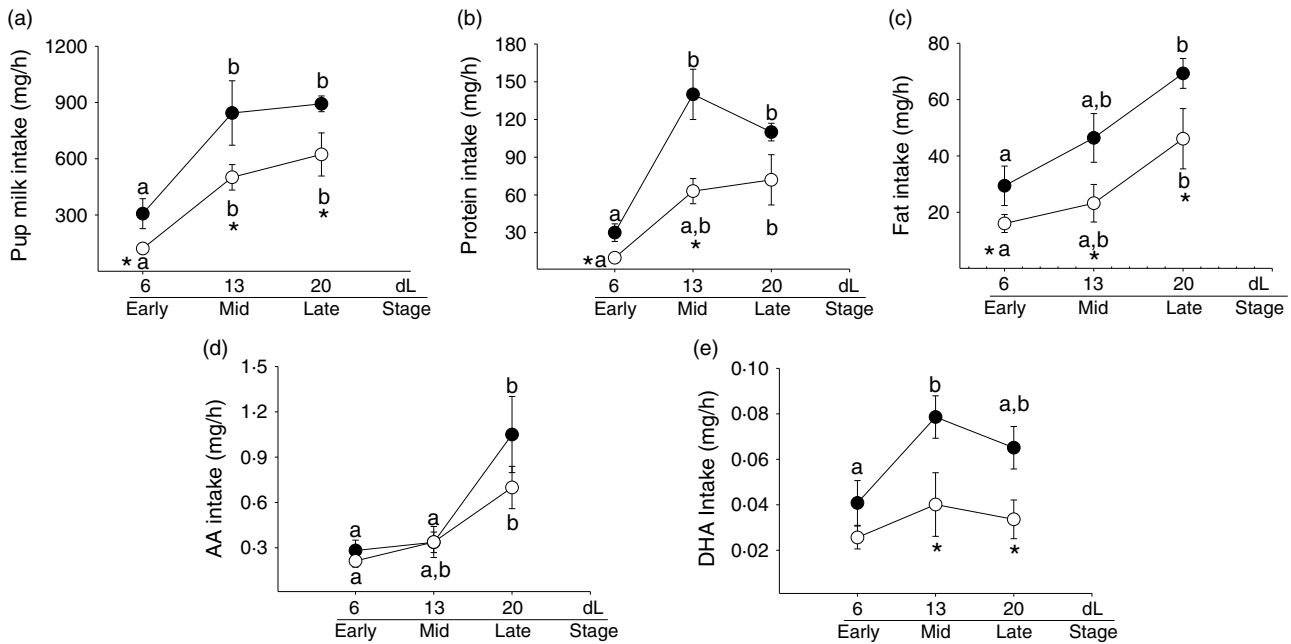 (a)
Pup milk intake (mg/h)
1200
900
600
300
a
b
b
* a
b
*
b
*
6 13 20 dL
Early Mid Late Stage
(b)
Protein intake (mg/h)
180
150
120
90
60
30
a
b
b
*a
a,b
*
b
6 13 20 dL
Early Mid Late Stage
(c)
Fat intake (mg/h)
80
60
40
20
a
a,b
b
* a
a,b
*
b
*
6 13 20 dL
Early Mid Late Stage
(d)
AA intake (mg/h)
1·5
1·2
0·9
0·6
0·3
a
a
b
a
a,b
b
6 13 20 dL
Early Mid Late Stage
(e)
DHA Intake (mg/h)
0·10
0·08
0·06
0·04
0·02
a
b
a,b
*
*
6 13 20 dL
Early Mid Late Stage